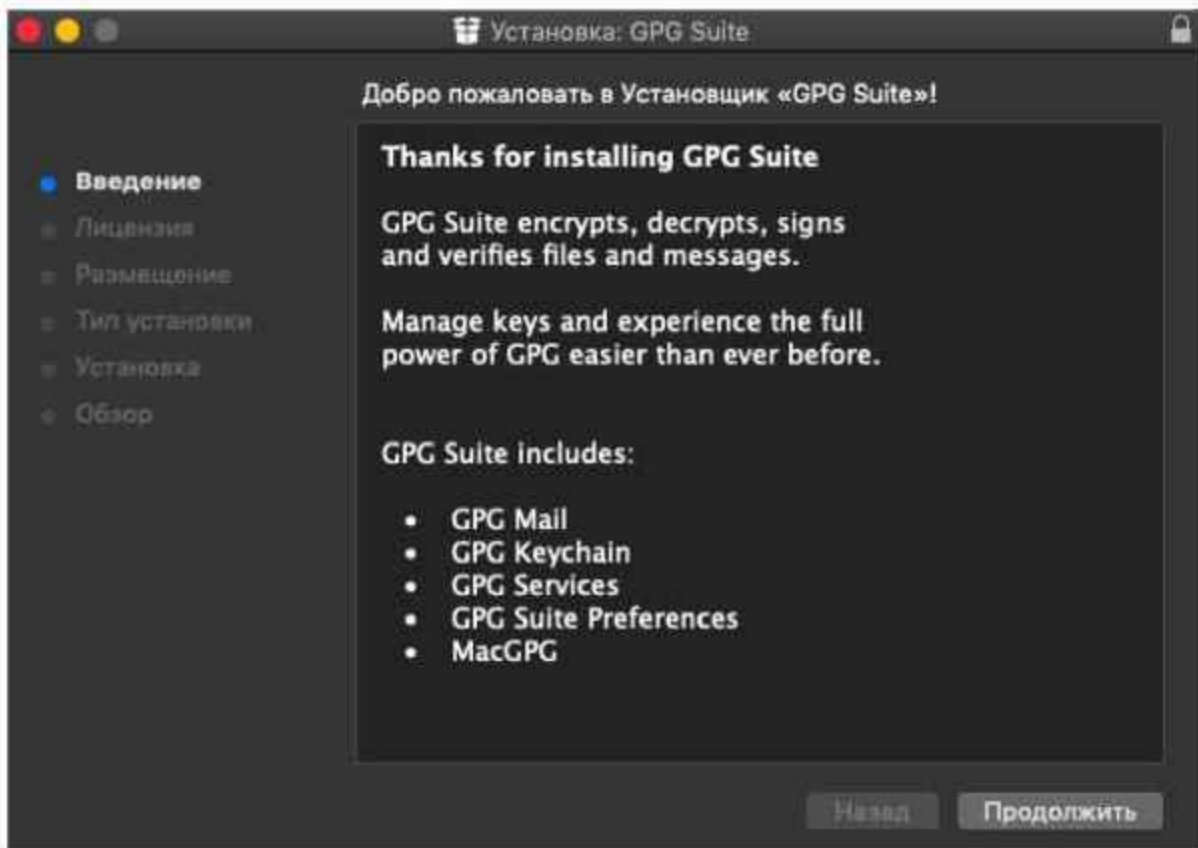 Установка: GPG Suite
Добро пожаловать в Установщик «GPG Suite»!
Введение
Лицензия
Размещение
Тип установки
Установка
Обзор
Thanks for installing GPG Suite
GPG Suite encrypts, decrypts, signs
and verifies files and messages.
Manage keys and experience the full
power of GPG easier than ever before.
GPG Suite includes:
• GPG Mail
• GPG Keychain
• GPG Services
• GPG Suite Preferences
• MacGPG
Назад
Продолжить